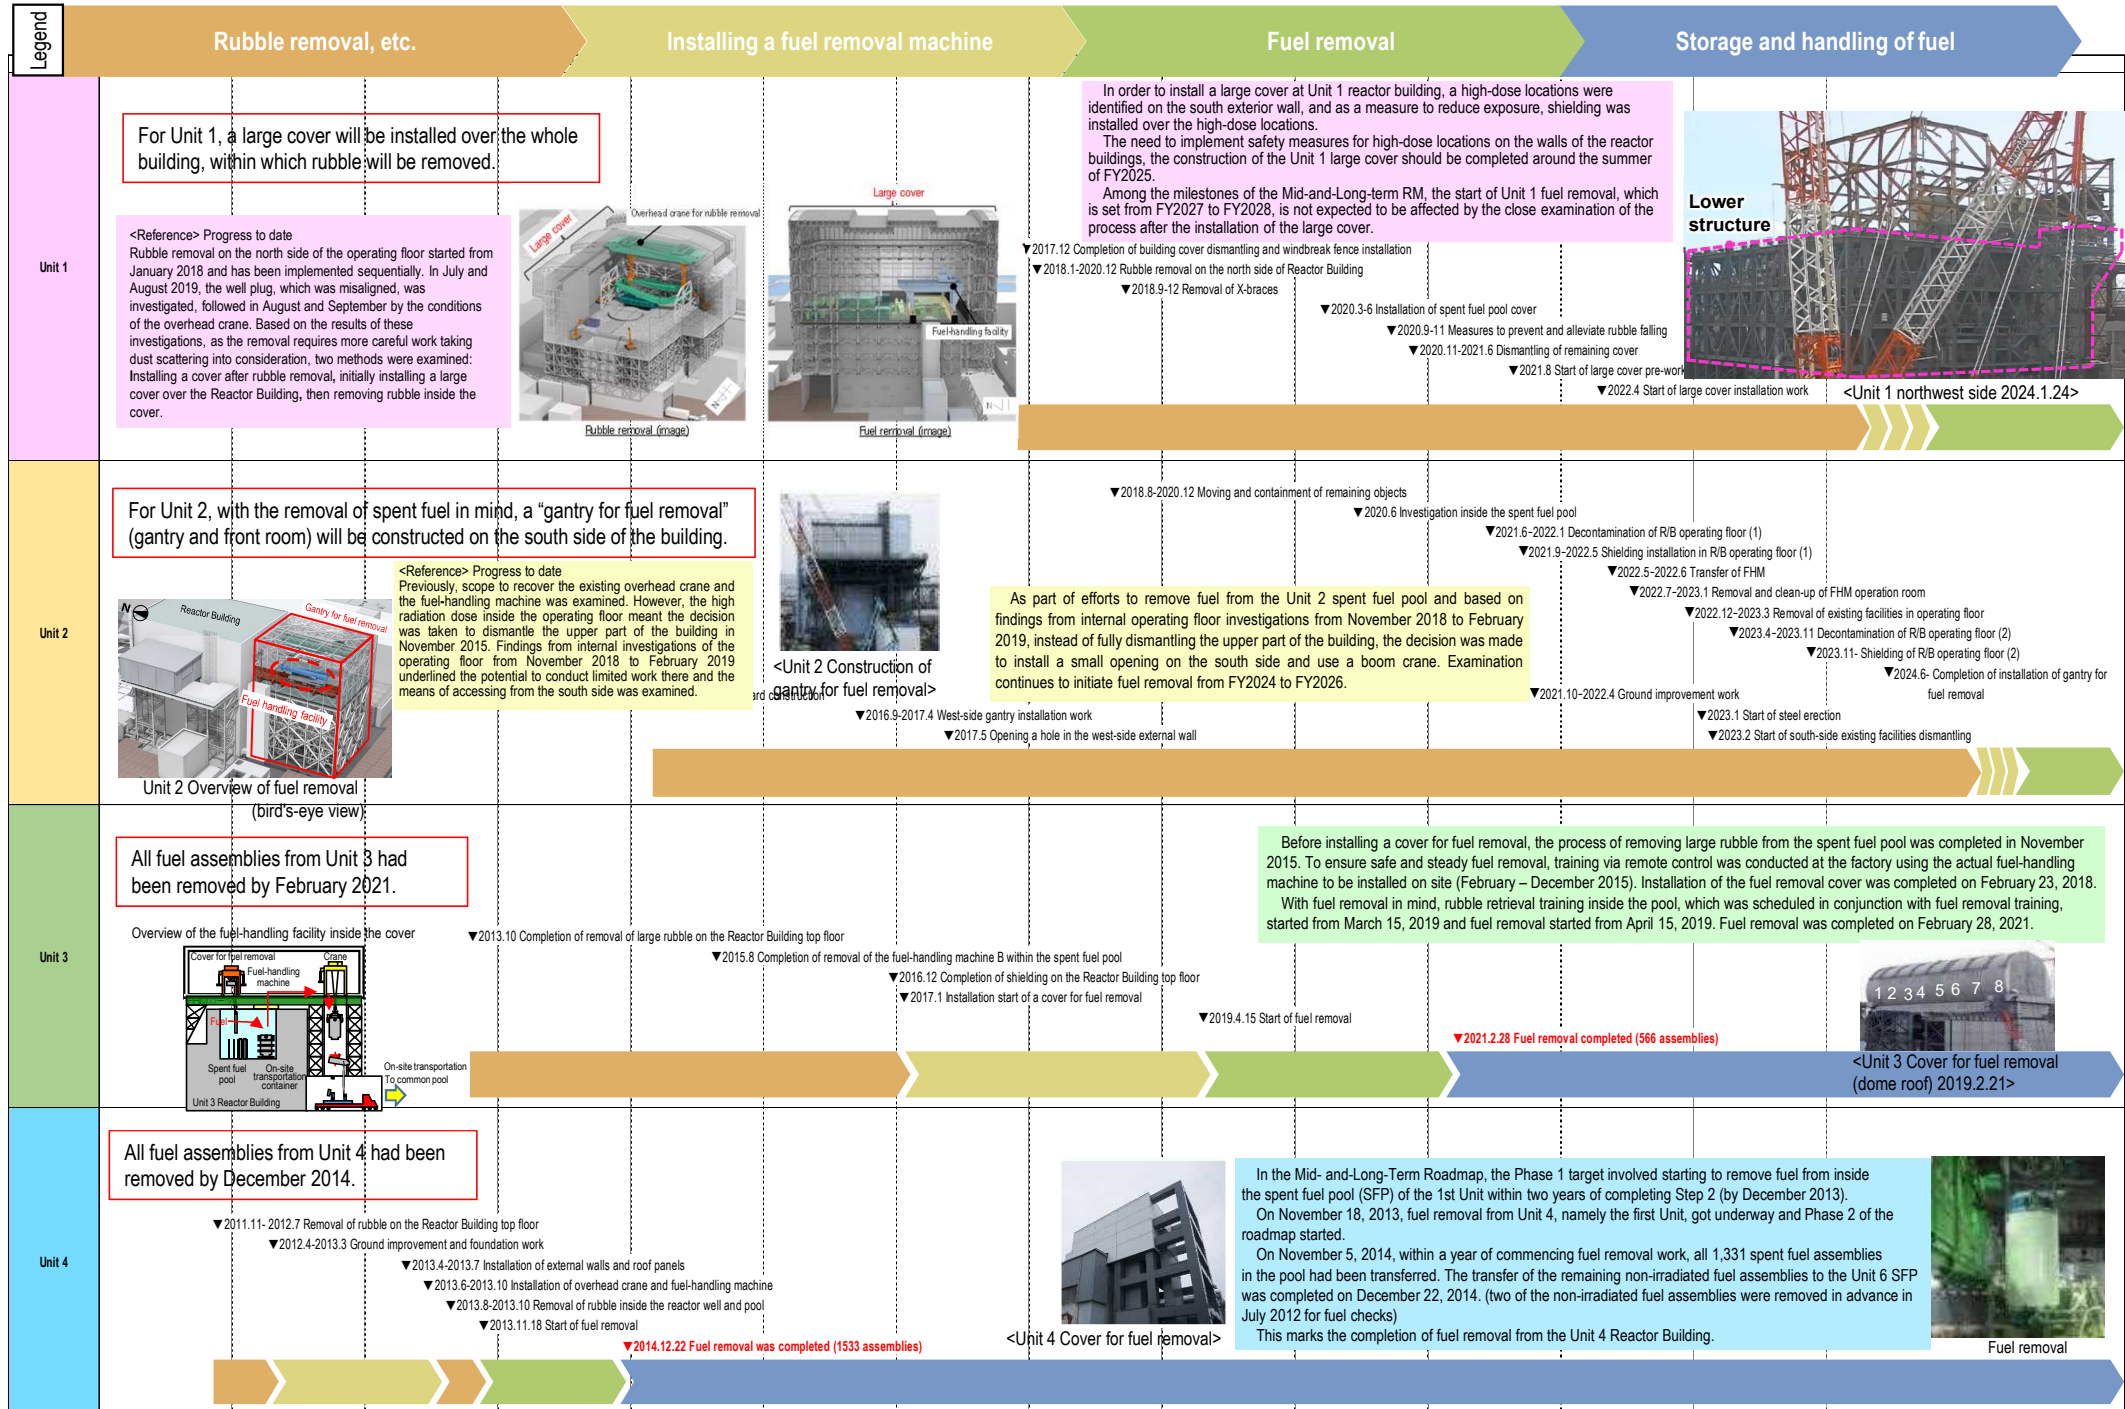 Legend
Rubble removal, etc.
Installing a fuel removal machine
Fuel removal
Storage and handling of fuel
Unit 1
For Unit 1, a large cover will be installed over the whole
building, within which rubble will be removed.
<Reference> Progress to date
Rubble removal on the north side of the operating floor started from
January 2018 and has been implemented sequentially. In July and
August 2019, the well plug, which was misaligned, was
investigated, followed in August and September by the conditions
of the overhead crane. Based on the results of these
investigations, as the removal requires more careful work taking
dust scattering into consideration, two methods were examined:
Installing a cover after rubble removal, initially installing a large
cover over the Reactor Building, then removing rubble inside the
cover.
Large cover
Overhead crane for rubble removal
N
Rubble removal (image)
Large cover
Fuel-handling facility
N
Fuel removal (image)
In order to install a large cover at Unit 1 reactor building, a high-dose locations were
identified on the south exterior wall, and as a measure to reduce exposure, shielding was
installed over the high-dose locations.
The need to implement safety measures for high-dose locations on the walls of the reactor
buildings, the construction of the Unit 1 large cover should be completed around the summer
of FY2025.
Among the milestones of the Mid-and-Long-term RM, the start of Unit 1 fuel removal, which
is set from FY2027 to FY2028, is not expected to be affected by the close examination of the
process after the installation of the large cover.
▼2017.12 Completion of building cover dismantling and windbreak fence installation
▼2018.1-2020.12 Rubble removal on the north side of Reactor Building
▼2018.9-12 Removal of X-braces
▼2020.3-6 Installation of spent fuel pool cover
▼2020.9-11 Measures to prevent and alleviate rubble falling
▼2020.11-2021.6 Dismantling of remaining cover
▼2021.8 Start of large cover pre-work
▼2022.4 Start of large cover installation work
Lower
structure
<Unit 1 northwest side 2024.1.24>
Unit 2
For Unit 2, with the removal of spent fuel in mind, a “gantry for fuel removal”
(gantry and front room) will be constructed on the south side of the building.
N
Reactor Building
Gantry for fuel removal
Fuel handling facility
Unit 2 Overview of fuel removal
(bird's-eye view)
<Reference> Progress to date
Previously, scope to recover the existing overhead crane and
the fuel-handling machine was examined. However, the high
radiation dose inside the operating floor meant the decision
was taken to dismantle the upper part of the building in
November 2015. Findings from internal investigations of the
operating floor from November 2018 to February 2019
underlined the potential to conduct limited work there and the
means of accessing from the south side was examined.
<Unit 2 Construction of
gantry for fuel removal>
ard construction
As part of efforts to remove fuel from the Unit 2 spent fuel pool and based on
findings from internal operating floor investigations from November 2018 to February
2019, instead of fully dismantling the upper part of the building, the decision was made
to install a small opening on the south side and use a boom crane. Examination
continues to initiate fuel removal from FY2024 to FY2026.
▼2018.8-2020.12 Moving and containment of remaining objects
▼2020.6 Investigation inside the spent fuel pool
▼2021.6-2022.1 Decontamination of R/B operating floor (1)
▼2021.9-2022.5 Shielding installation in R/B operating floor (1)
▼2022.5-2022.6 Transfer of FHM
▼2022.7-2023.1 Removal and clean-up of FHM operation room
▼2022.12-2023.3 Removal of existing facilities in operating floor
▼2023.4-2023.11 Decontamination of R/B operating floor (2)
▼2023.11- Shielding of R/B operating floor (2)
▼2024.6- Completion of installation of gantry for
fuel removal
▼2021.10-2022.4 Ground improvement work
▼2016.9-2017.4 West-side gantry installation work
▼2023.1 Start of steel erection
▼2017.5 Opening a hole in the west-side external wall
▼2023.2 Start of south-side existing facilities dismantling
Unit 3
All fuel assemblies from Unit 3 had
been removed by February 2021.
Overview of the fuel-handling facility inside the cover
Cover for fuel removal
Crane
Fuel-handling
machine
Fuel
Spent fuel
pool
On-site
transportation
container
Unit 3 Reactor Building
On-site transportation
To common pool
Before installing a cover for fuel removal, the process of removing large rubble from the spent fuel pool was completed in November
2015. To ensure safe and steady fuel removal, training via remote control was conducted at the factory using the actual fuel-handling
machine to be installed on site (February – December 2015). Installation of the fuel removal cover was completed on February 23, 2018.
With fuel removal in mind, rubble retrieval training inside the pool, which was scheduled in conjunction with fuel removal training,
started from March 15, 2019 and fuel removal started from April 15, 2019. Fuel removal was completed on February 28, 2021.
▼2013.10 Completion of removal of large rubble on the Reactor Building top floor
▼2015.8 Completion of removal of the fuel-handling machine B within the spent fuel pool
▼2016.12 Completion of shielding on the Reactor Building top floor
▼2017.1 Installation start of a cover for fuel removal
▼2019.4.15 Start of fuel removal
▼2021.2.28 Fuel removal completed (566 assemblies)
1 2 3 4 5 6 7 8
<Unit 3 Cover for fuel removal
(dome roof) 2019.2.21>
Unit 4
All fuel assemblies from Unit 4 had been
removed by December 2014.
▼2011.11- 2012.7 Removal of rubble on the Reactor Building top floor
▼2012.4-2013.3 Ground improvement and foundation work
▼2013.4-2013.7 Installation of external walls and roof panels
▼2013.6-2013.10 Installation of overhead crane and fuel-handling machine
▼2013.8-2013.10 Removal of rubble inside the reactor well and pool
▼2013.11.18 Start of fuel removal
▼2014.12.22 Fuel removal was completed (1533 assemblies)
<Unit 4 Cover for fuel removal>
In the Mid- and-Long-Term Roadmap, the Phase 1 target involved starting to remove fuel from inside
the spent fuel pool (SFP) of the 1st Unit within two years of completing Step 2 (by December 2013).
On November 18, 2013, fuel removal from Unit 4, namely the first Unit, got underway and Phase 2 of the
roadmap started.
On November 5, 2014, within a year of commencing fuel removal work, all 1,331 spent fuel assemblies
in the pool had been transferred. The transfer of the remaining non-irradiated fuel assemblies to the Unit 6 SFP
was completed on December 22, 2014. (two of the non-irradiated fuel assemblies were removed in advance in
July 2012 for fuel checks)
This marks the completion of fuel removal from the Unit 4 Reactor Building.
Fuel removal